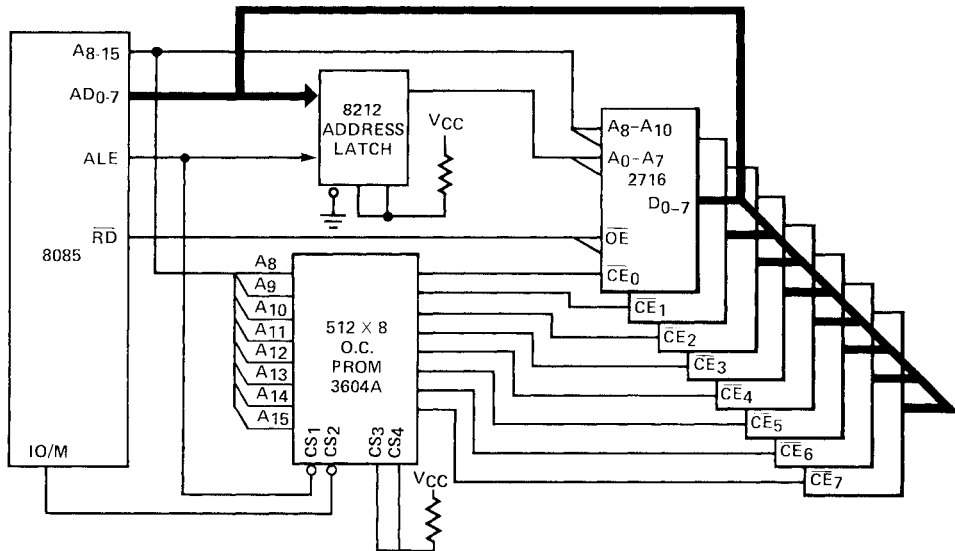 A8-15
AD0-7
ALE
RD
8085
IO/M
8212
ADDRESS
LATCH
VCC
A8–A10
A0–A7
2716
D0–7
OE
CE0
CE1
CE2
CE3
CE4
CE5
CE6
CE7
A8
A9
A10
A11
A12
A13
A14
A15
512 × 8
O.C.
PROM
3604A
CS1
CS2
CS3
CS4
VCC